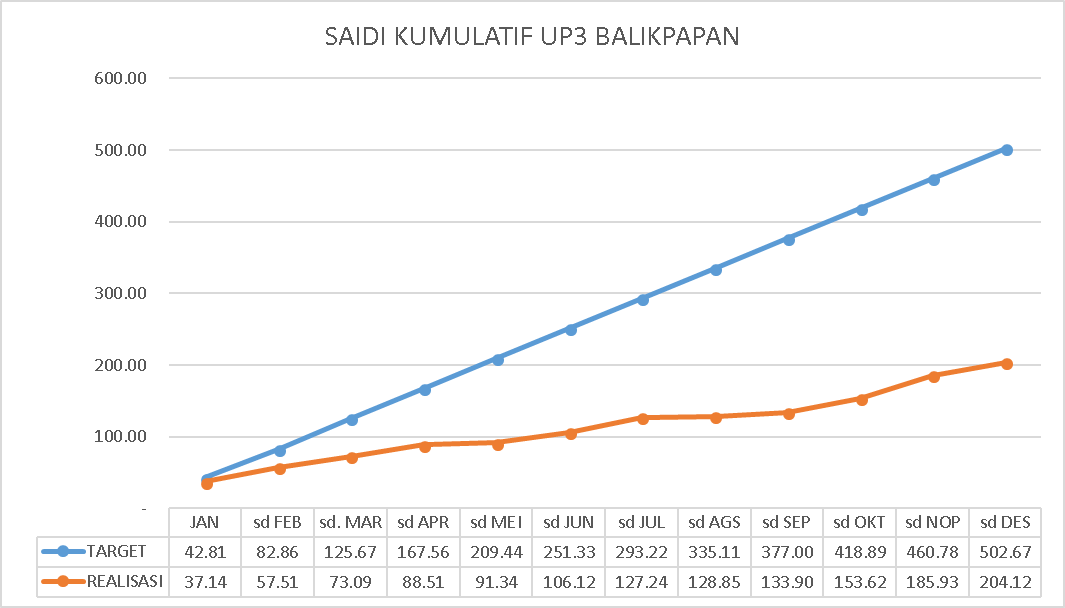 SAIDI KUMULATIF UP3 BALIKPAPAN
600.00
500.00
400.00
300.00
200.00
100.00
-
JAN sd FEB sd. MAR sd APR sd MEI sd JUN sd JUL sd AGS sd SEP sd OKT sd NOP sd DES
TARGET 42.81 82.86 125.67 167.56 209.44 251.33 293.22 335.11 377.00 418.89 460.78 502.67
REALISASI 37.14 57.51 73.09 88.51 91.34 106.12 127.24 128.85 133.90 153.62 185.93 204.12